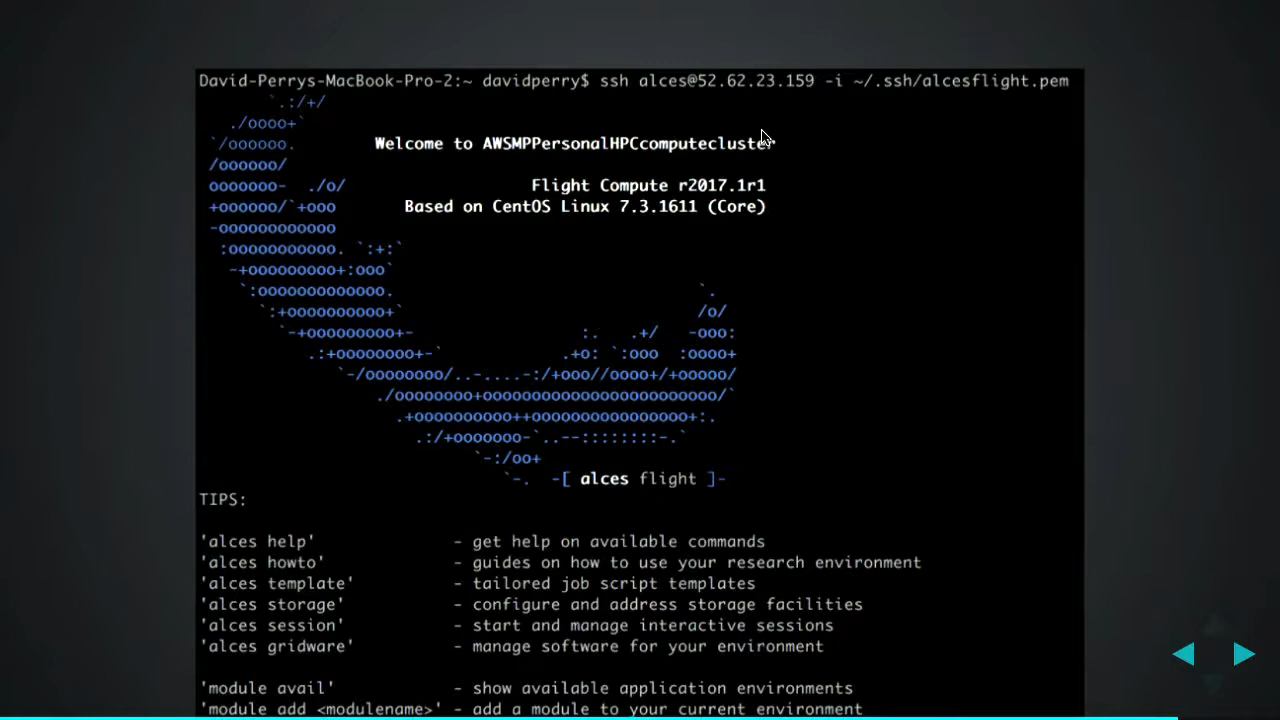 David-Perrys-MacBook-Pro-2:~ davidperry$ ssh alces@52.62.23.159 -i ~/.ssh/alcesflight.pem
Welcome to AWSMPPersonalHPCcomputecluster
Flight Compute r2017.1r1
Based on CentOS Linux 7.3.1611 (Core)
-[ alces flight ]-
TIPS:
'alces help' - get help on available commands
'alces howto' - guides on how to use your research environment
'alces template' - tailored job script templates
'alces storage' - configure and address storage facilities
'alces session' - start and manage interactive sessions
'alces gridware' - manage software for your environment
'module avail' - show available application environments
'module add <modulename>' - add a module to your current environment